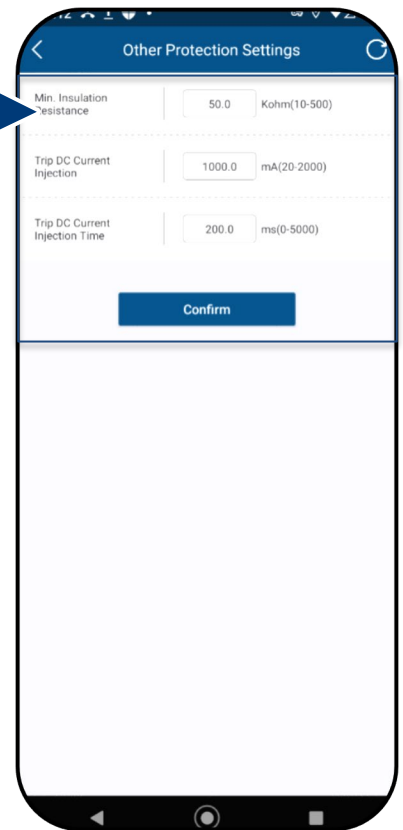 Other Protection Settings
Min. Insulation
Resistance
50.0
Kohm(10-500)
Trip DC Current
Injection
1000.0
mA(20-2000)
Trip DC Current
Injection Time
200.0
ms(0-5000)
Confirm